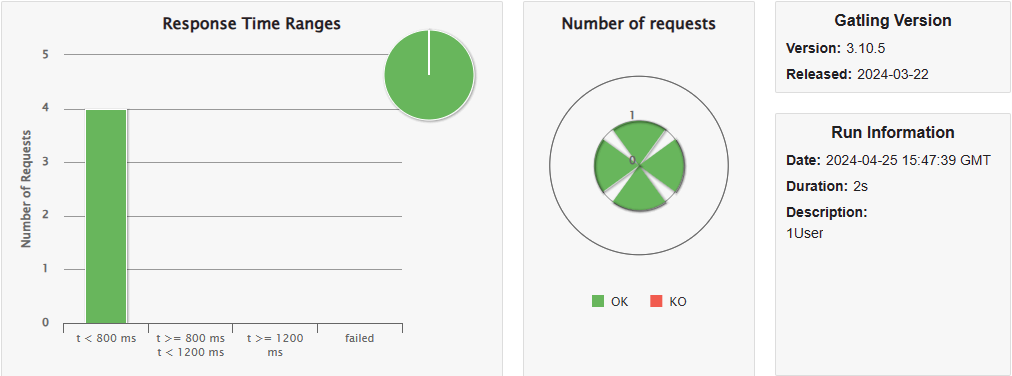 Response Time Ranges
Number of Requests
5
4
3
2
1
0
t < 800 ms
t >= 800 ms
t < 1200 ms
t >= 1200
ms
failed
Number of requests
1
0
OK
KO
Gatling Version
Version: 3.10.5
Released: 2024-03-22
Run Information
Date: 2024-04-25 15:47:39 GMT
Duration: 2s
Description:
1User